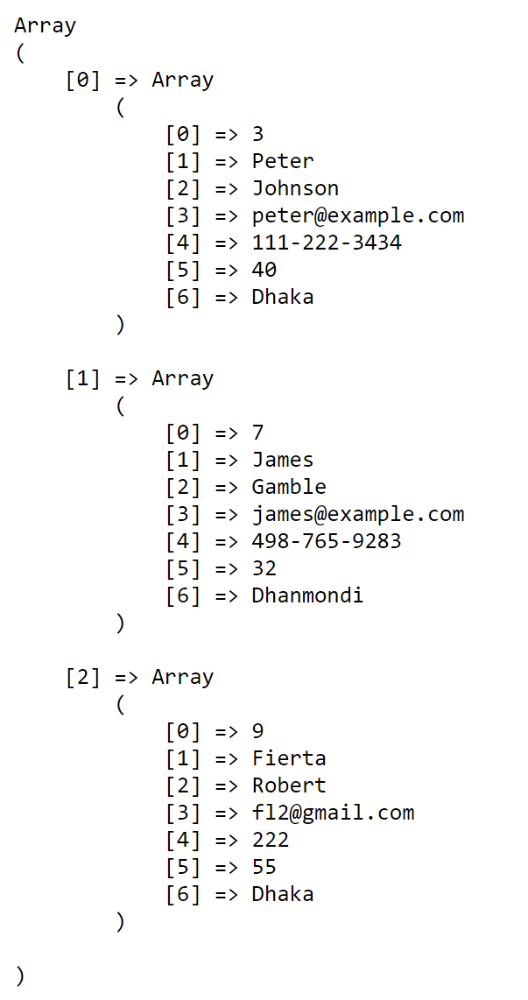 Array
(
    [0] => Array
        (
            [0] => 3
            [1] => Peter
            [2] => Johnson
            [3] => peter@example.com
            [4] => 111-222-3434
            [5] => 40
            [6] => Dhaka
        )

    [1] => Array
        (
            [0] => 7
            [1] => James
            [2] => Gamble
            [3] => james@example.com
            [4] => 498-765-9283
            [5] => 32
            [6] => Dhanmondi
        )

    [2] => Array
        (
            [0] => 9
            [1] => Fierta
            [2] => Robert
            [3] => fl2@gmail.com
            [4] => 222
            [5] => 55
            [6] => Dhaka
        )

)